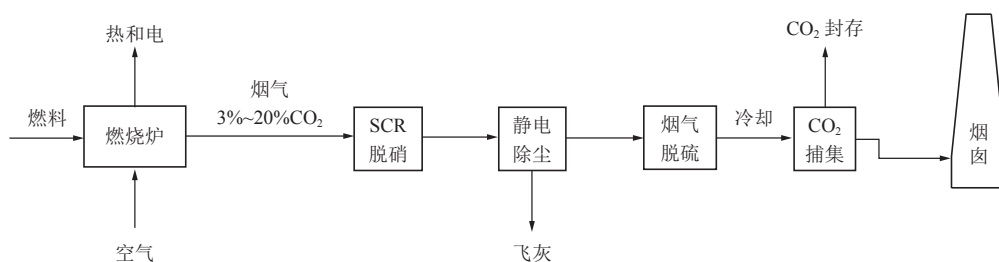 热和电
燃料
燃烧炉
空气
烟气
3%~20%CO₂
SCR
脱硝
静电
除尘
飞灰
烟气
脱硫
冷却
CO₂ 封存
CO₂
捕集
烟
囱